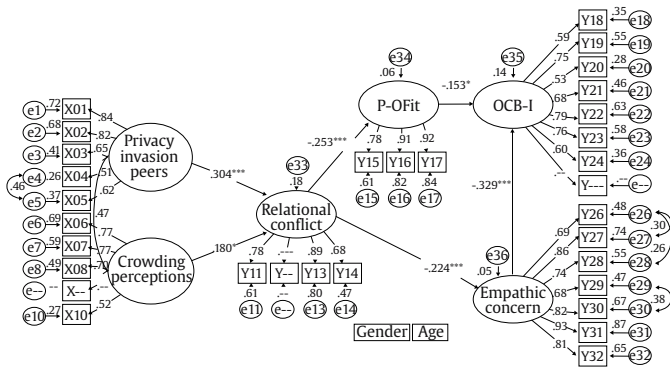 e1 .72 X01 .84
e2 .68 X02 .82
e3 .41 X03 .65
e4 .26 X04 .51
.46
e5 .37 X05 .62
Privacy
invasion
peers
.47
e6 .69 X06 .77
e7 .59 X07 .77
e8 .49 X08 .70
e-- -- X-- .--
e10 .27 X10 .52
Crowding
perceptions
.304***
.180*
e33
.18
Relational
conflict
.78 .--- .89 .68
Y11 Y-- Y13 Y14
.61 .-- .80 .47
e11 e-- e13 e14
-.253***
-.224***
e34
.06
P-OFit
.78 .91 .92
Y15 Y16 Y17
.61 .82 .84
e15 e16 e17
-.153*
e35
.14
OCB-I
-.329***
e36
.05
Empathic
concern
Gender Age
.59 Y18 .35 e18
.75 Y19 .55 e19
.53 Y20 .28 e20
.68 Y21 .46 e21
-.79 Y22 .63 e22
.76 Y23 .58 e23
.60 Y24 .36 e24
.-- Y--- .-- e--
.69 Y26 .48 e26
.30
.86 Y27 .74 e27
.26
.74 Y28 .55 e28
.68 Y29 .47 e29
.38
.82 Y30 .67 e30
.93 Y31 .87 e31
.81 Y32 .65 e32